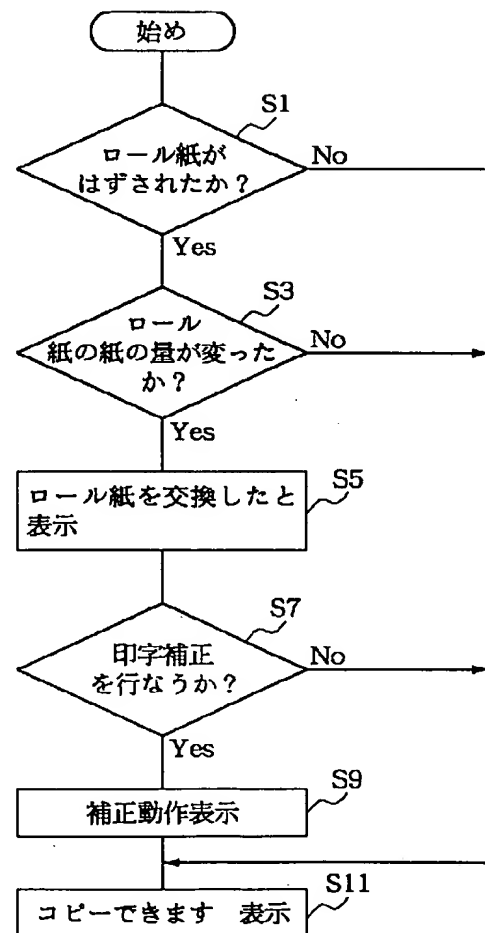 始め
S1
ロール紙が
はずされたか？
No
Yes
S3
ロール
紙の紙の量が変った
か？
No
Yes
S5
ロール紙を交換したと
表示
S7
印字補正
を行なうか？
No
Yes
S9
補正動作表示
S11
コピーできます 表示